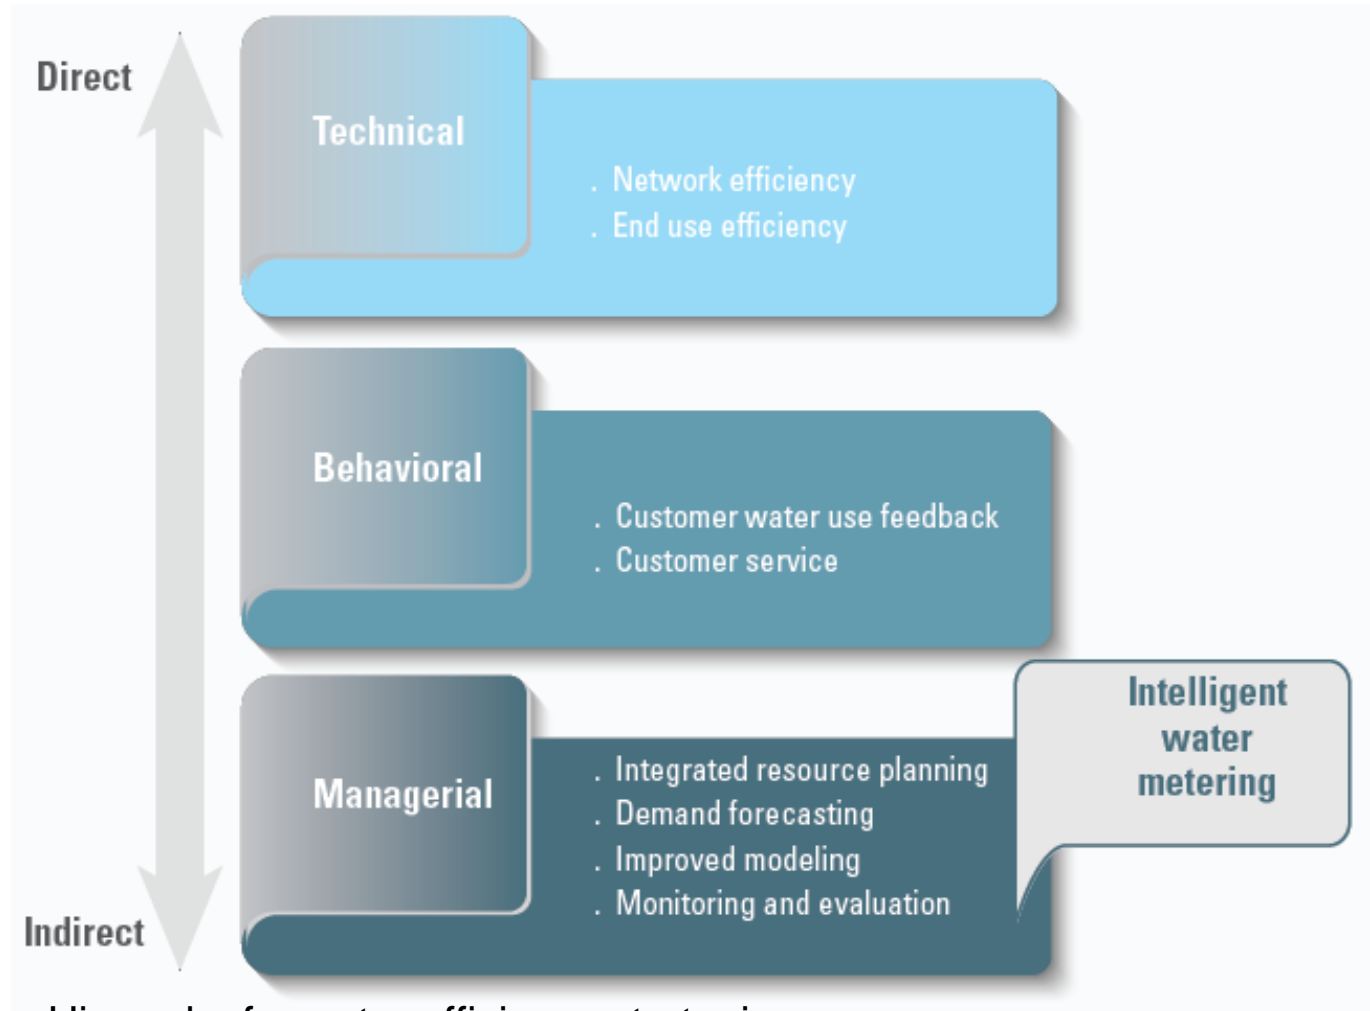 Direct
Technical
. Network efficiency
. End use efficiency
Behavioral
. Customer water use feedback
. Customer service
Managerial
. Integrated resource planning
. Demand forecasting
. Improved modeling
. Monitoring and evaluation
Intelligent
water
metering
Indirect